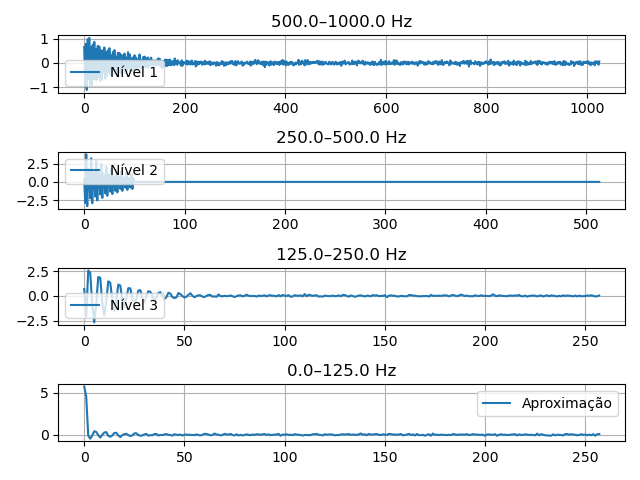 500.0–1000.0 Hz
1
0
−1
Nível 1
0 200 400 600 800 1000
250.0–500.0 Hz
2.5
0.0
−2.5
Nível 2
0 100 200 300 400 500
125.0–250.0 Hz
2.5
0.0
−2.5
Nível 3
0 50 100 150 200 250
0.0–125.0 Hz
5
0
Aproximação
0 50 100 150 200 250